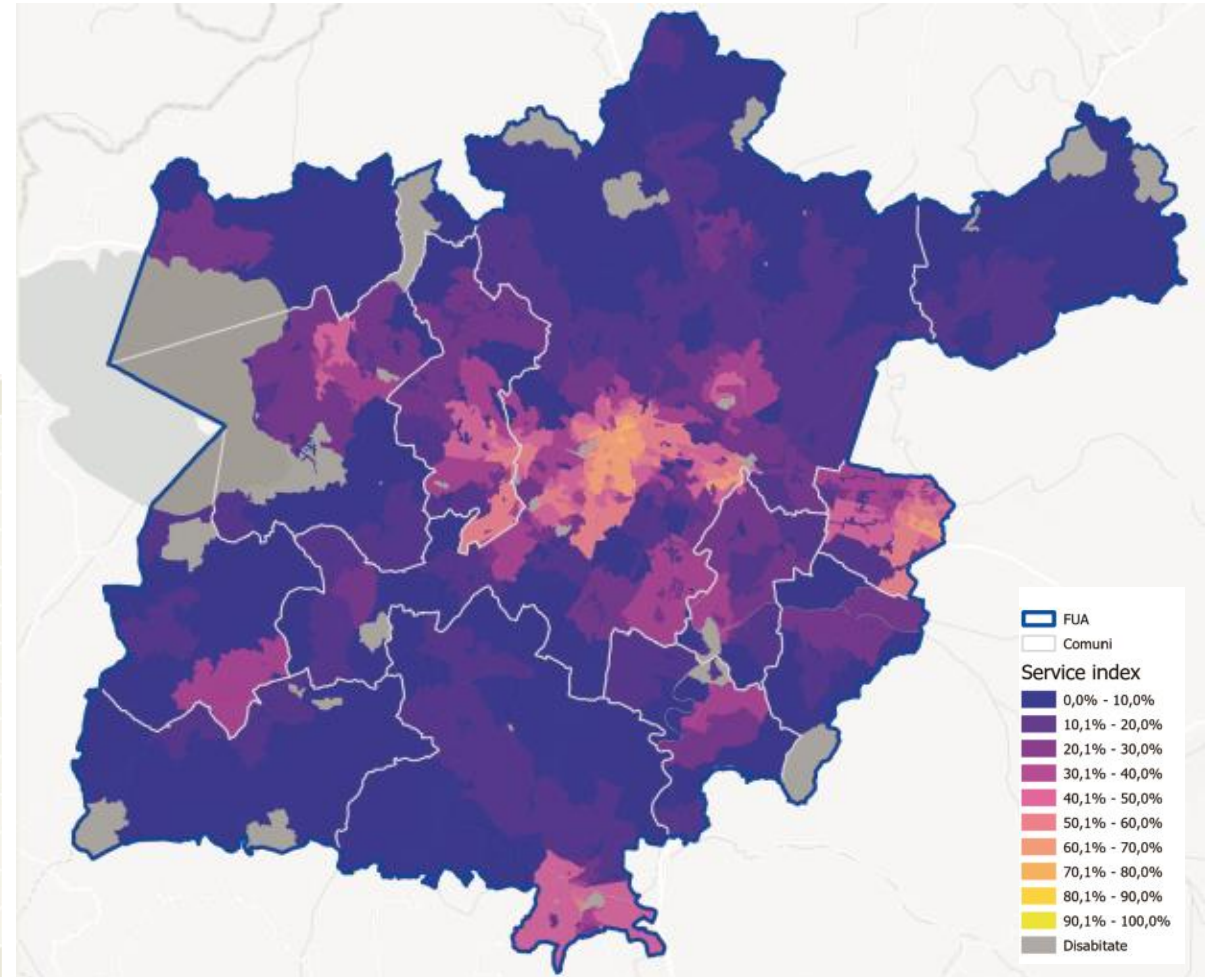 FUA
Comuni
Service index
0,0% - 10,0%
10,1% - 20,0%
20,1% - 30,0%
30,1% - 40,0%
40,1% - 50,0%
50,1% - 60,0%
60,1% - 70,0%
70,1% - 80,0%
80,1% - 90,0%
90,1% - 100,0%
Disabitate